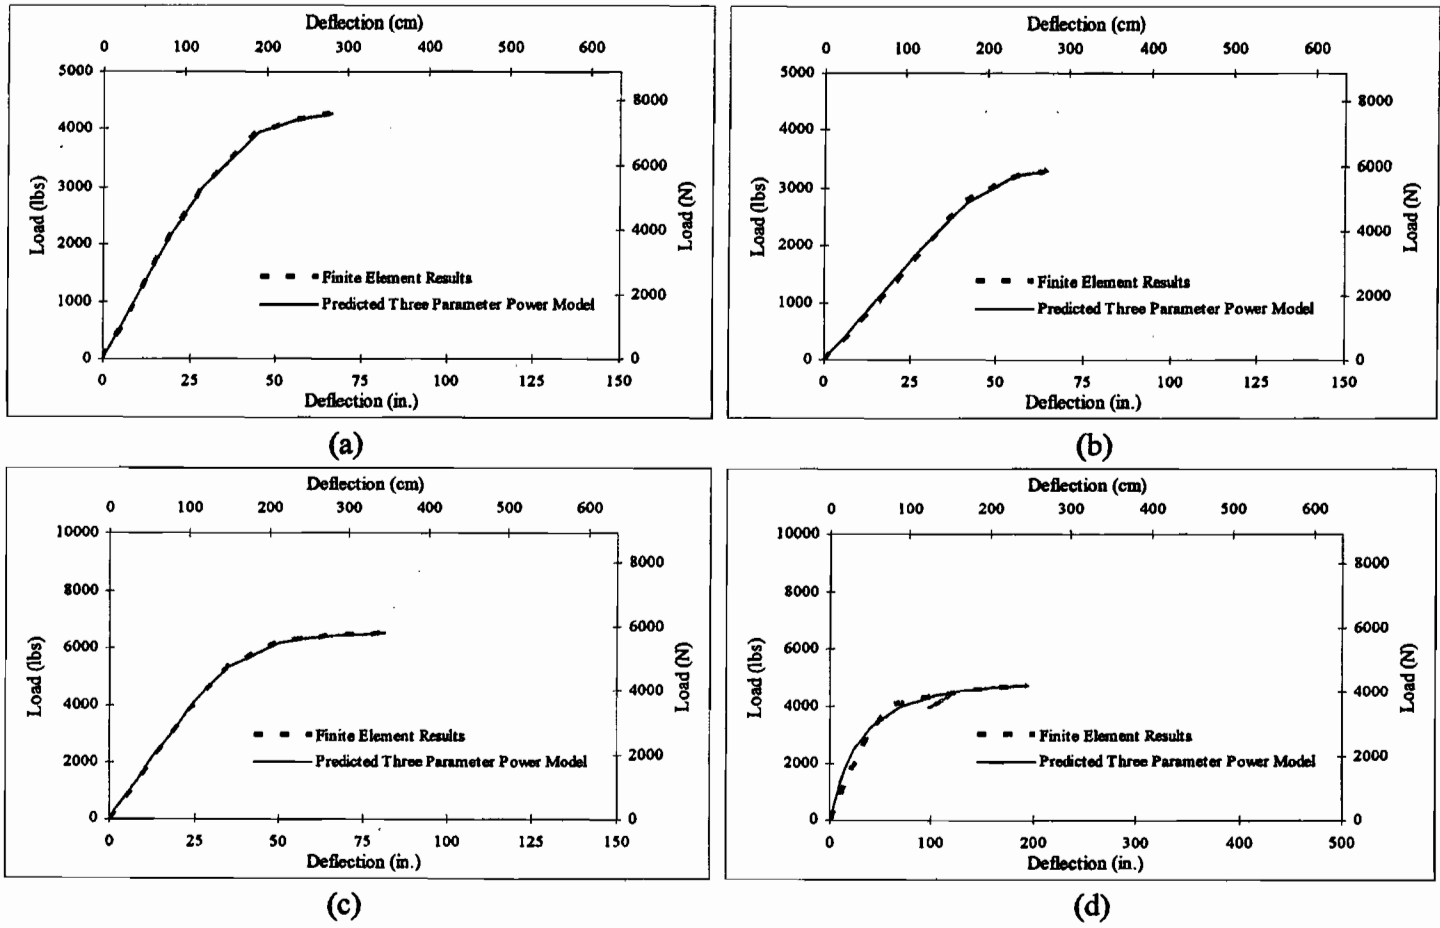 Deflection (cm)
0 100 200 300 400 500 600
5000
4000
3000
2000
1000
0
Load (lbs)
8000
6000
4000
2000
0
Load (N)
Finite Element Results
Predicted Three Parameter Power Model
0 25 50 75 100 125 150
Deflection (in.)
(a)
Deflection (cm)
0 100 200 300 400 500 600
5000
4000
3000
2000
1000
0
Load (lbs)
8000
6000
4000
2000
0
Load (N)
Finite Element Results
Predicted Three Parameter Power Model
0 25 50 75 100 125 150
Deflection (in.)
(b)
Deflection (cm)
0 100 200 300 400 500 600
10000
8000
6000
4000
2000
0
Load (lbs)
8000
6000
4000
2000
0
Load (N)
Finite Element Results
Predicted Three Parameter Power Model
0 25 50 75 100 125 150
Deflection (in.)
(c)
Deflection (cm)
0 100 200 300 400 500 600
10000
8000
6000
4000
2000
0
Load (lbs)
8000
6000
4000
2000
0
Load (N)
Finite Element Results
Predicted Three Parameter Power Model
0 100 200 300 400 500
Deflection (in.)
(d)